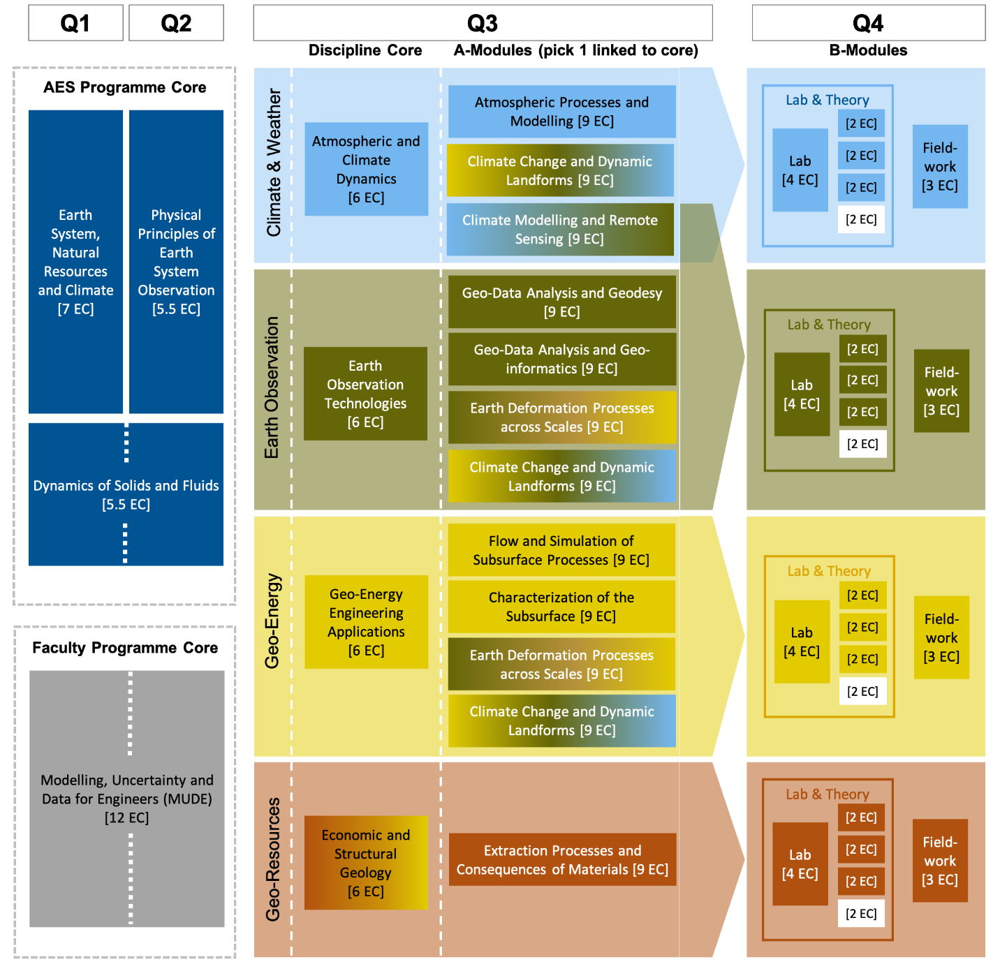 Q1
Q2
Q3
Q4
Discipline Core
A-Modules (pick 1 linked to core)
B-Modules
AES Programme Core
Earth
System,
Natural
Resources
and Climate
[7 EC]
Physical
Principles of
Earth
System
Observation
[5.5 EC]
Dynamics of Solids and Fluids
[5.5 EC]
Faculty Programme Core
Modelling, Uncertainty and
Data for Engineers (MUDE)
[12 EC]
Climate & Weather
Atmospheric and
Climate
Dynamics
[6 EC]
Atmospheric Processes and
Modelling [9 EC]
Climate Change and Dynamic
Landforms [9 EC]
Climate Modelling and Remote
Sensing [9 EC]
Lab & Theory
Lab
[4 EC]
[2 EC]
[2 EC]
[2 EC]
[2 EC]
Field-
work
[3 EC]
Earth Observation
Earth
Observation
Technologies
[6 EC]
Geo-Data Analysis and Geodesy
[9 EC]
Geo-Data Analysis and Geo-
informatics [9 EC]
Earth Deformation Processes
across Scales [9 EC]
Climate Change and Dynamic
Landforms [9 EC]
Lab & Theory
Lab
[4 EC]
[2 EC]
[2 EC]
[2 EC]
[2 EC]
Field-
work
[3 EC]
Geo-Energy
Geo-Energy
Engineering
Applications
[6 EC]
Flow and Simulation of
Subsurface Processes [9 EC]
Characterization of the
Subsurface [9 EC]
Earth Deformation Processes
across Scales [9 EC]
Climate Change and Dynamic
Landforms [9 EC]
Lab & Theory
Lab
[4 EC]
[2 EC]
[2 EC]
[2 EC]
[2 EC]
Field-
work
[3 EC]
Geo-Resources
Economic and
Structural
Geology
[6 EC]
Extraction Processes and
Consequences of Materials [9 EC]
Lab & Theory
Lab
[4 EC]
[2 EC]
[2 EC]
[2 EC]
[2 EC]
Field-
work
[3 EC]